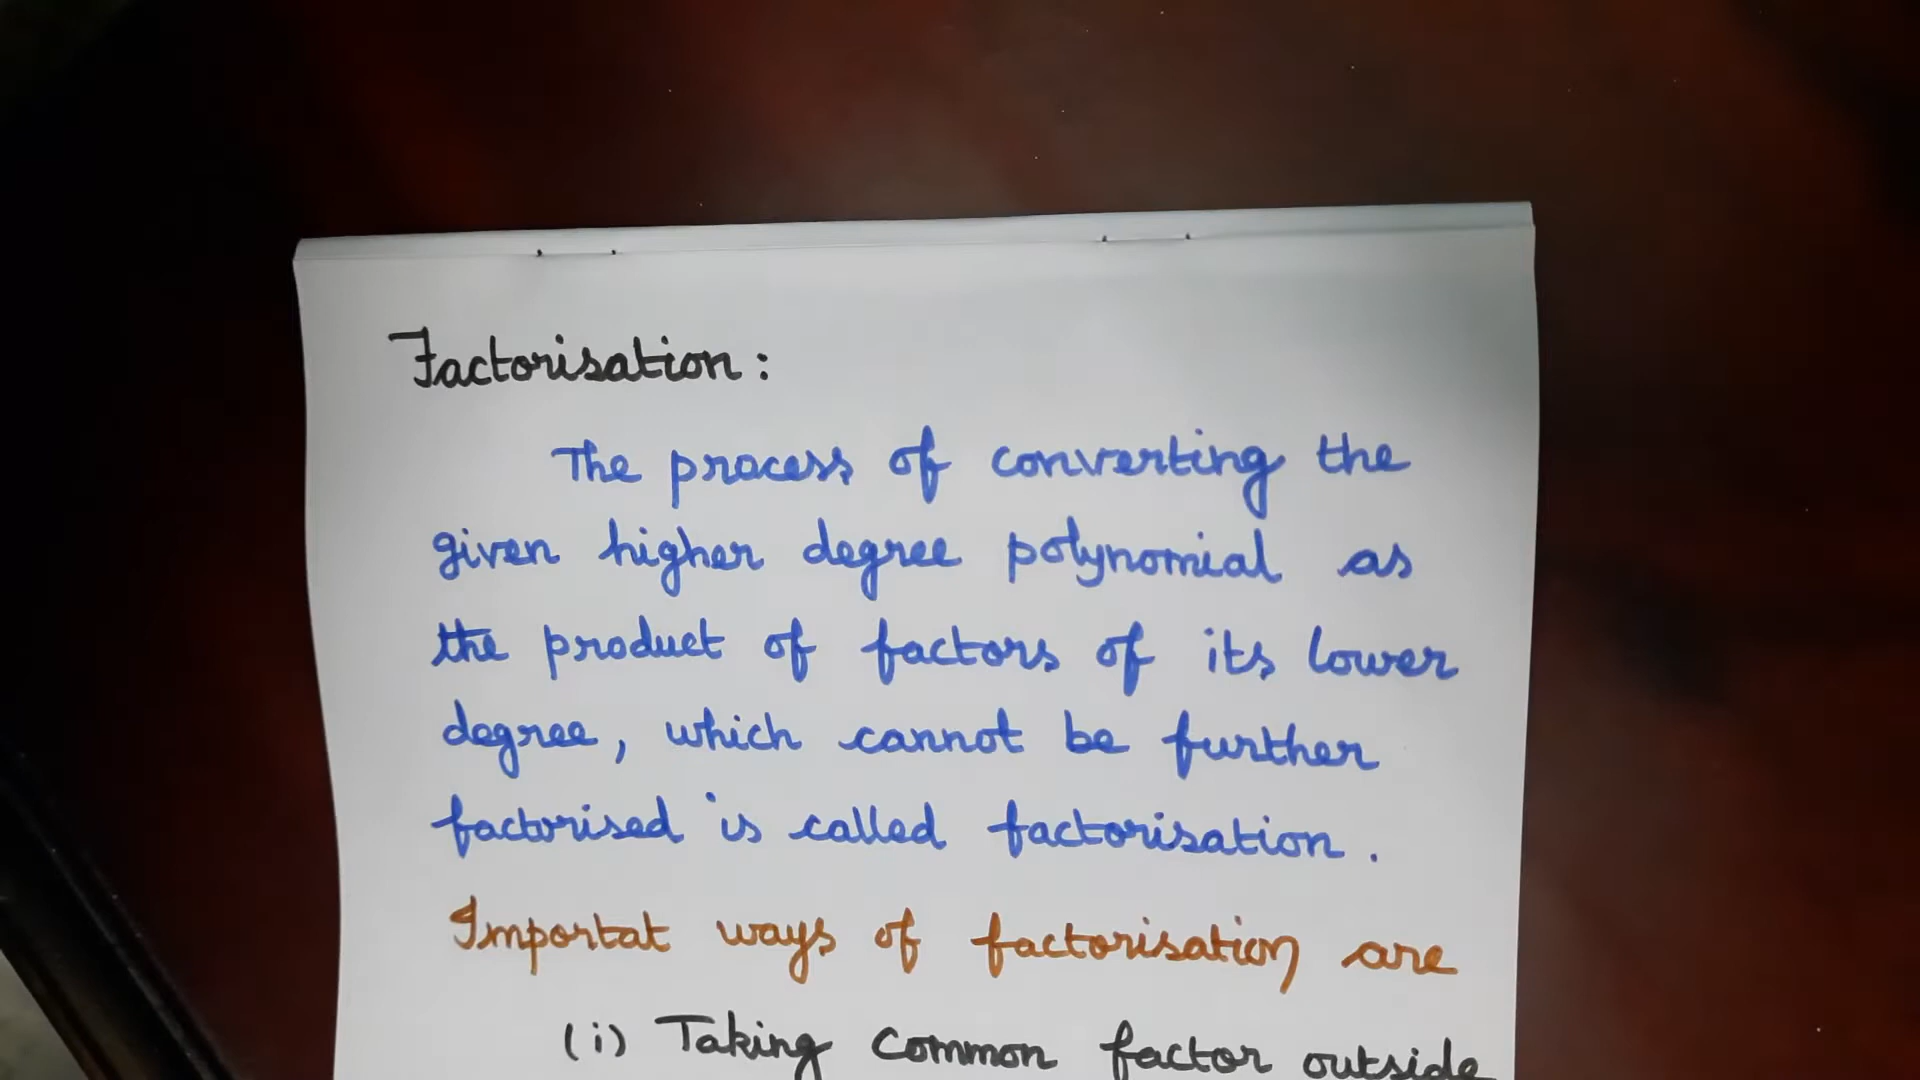 Factorisation:
The process of converting the
given higher degree polynomial as
the product of factors of its lower
degree, which cannot be further
factorised is called factorisation.
Importat ways of factorisation are
(i) Taking common factor outside